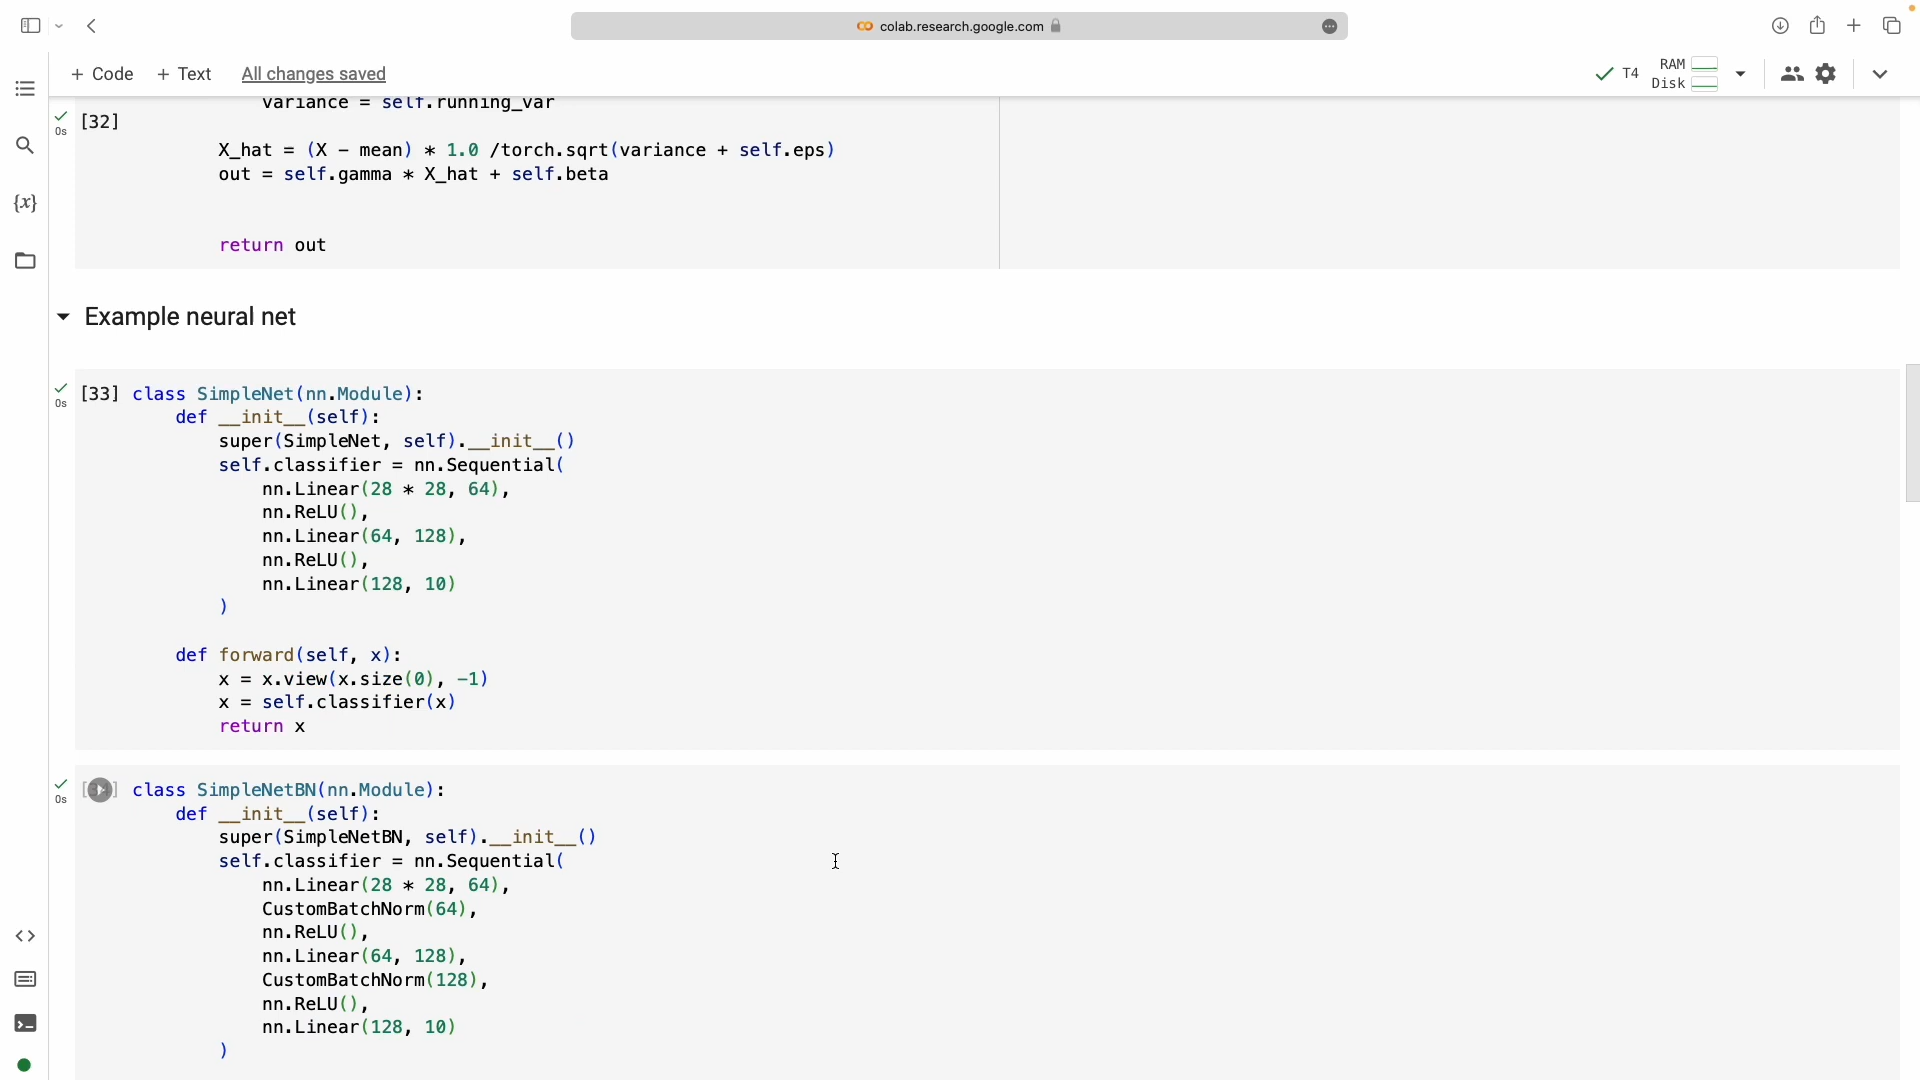 colab.research.google.com
+ Code + Text All changes saved
T4 RAM
Disk
variance = self.running_var
0s [32]
X_hat = (X - mean) * 1.0 /torch.sqrt(variance + self.eps)
out = self.gamma * X_hat + self.beta
{x}
return out
Example neural net
0s [33] class SimpleNet(nn.Module):
def __init__(self):
super(SimpleNet, self).__init__()
self.classifier = nn.Sequential(
nn.Linear(28 * 28, 64),
nn.ReLU(),
nn.Linear(64, 128),
nn.ReLU(),
nn.Linear(128, 10)
)
def forward(self, x):
x = x.view(x.size(0), -1)
x = self.classifier(x)
return x
0s class SimpleNetBN(nn.Module):
def __init__(self):
super(SimpleNetBN, self).__init__()
self.classifier = nn.Sequential(
nn.Linear(28 * 28, 64),
CustomBatchNorm(64),
nn.ReLU(),
nn.Linear(64, 128),
CustomBatchNorm(128),
nn.ReLU(),
nn.Linear(128, 10)
)